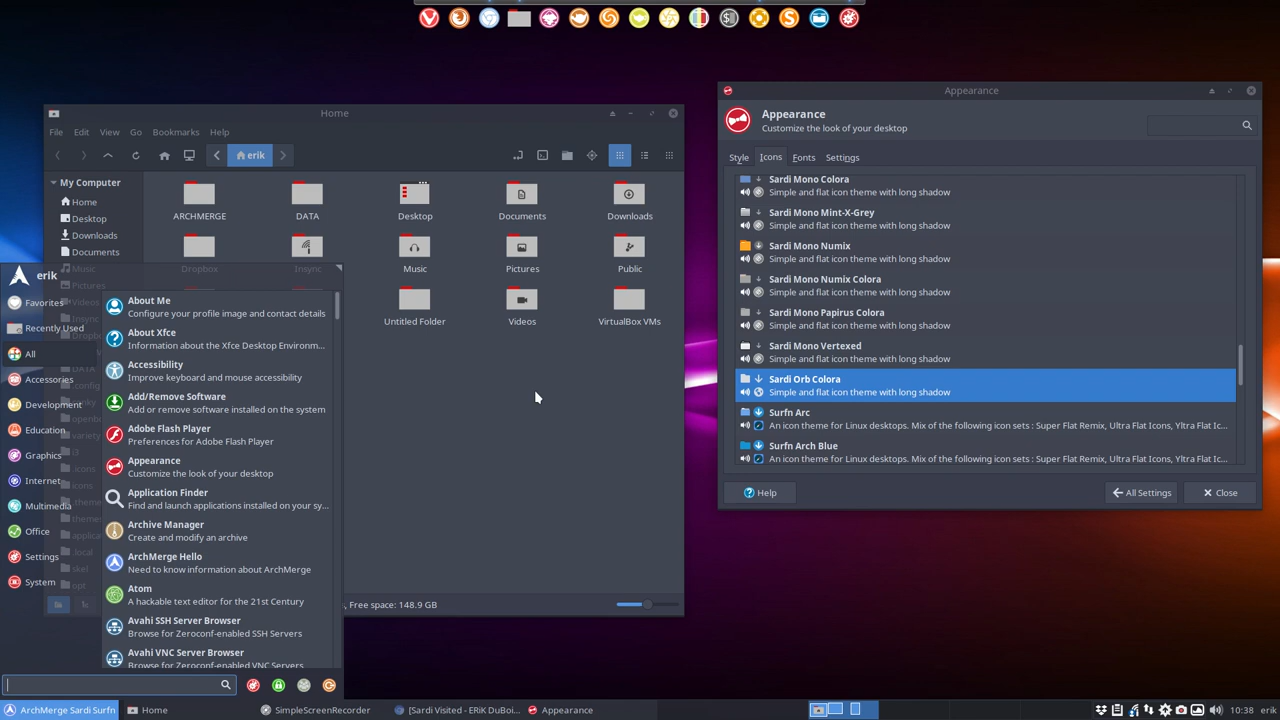 Home
File Edit View Go Bookmarks Help
erik
My Computer
Home
Desktop
Downloads
Documents
Music
Pictures
Videos
Insync
ARCHMERGE DATA Desktop Documents Downloads
Dropbox Insync Music Pictures Public
Untitled Folder Videos VirtualBox VMs
, Free space: 148.9 GB
erik
Favorites
Recently Used
All
Accessories
Development
Education
Graphics
Internet
Multimedia
Office
Settings
System
DATA
.config
.icons
icons
.local
skel
opt
About Me
Configure your profile image and contact details
About Xfce
Information about the Xfce Desktop Environm...
Accessibility
Improve keyboard and mouse accessibility
Add/Remove Software
Add or remove software installed on the system
Adobe Flash Player
Preferences for Adobe Flash Player
Appearance
Customize the look of your desktop
Application Finder
Find and launch applications installed on your sy...
Archive Manager
Create and modify an archive
ArchMerge Hello
Need to know information about ArchMerge
Atom
A hackable text editor for the 21st Century
Avahi SSH Server Browser
Browse for Zeroconf-enabled SSH Servers
Avahi VNC Server Browser
Browse for Zeroconf-enabled VNC Servers
Appearance
Appearance
Customize the look of your desktop
Style Icons Fonts Settings
Sardi Mono Colora
Simple and flat icon theme with long shadow
Sardi Mono Mint-X-Grey
Simple and flat icon theme with long shadow
Sardi Mono Numix
Simple and flat icon theme with long shadow
Sardi Mono Numix Colora
Simple and flat icon theme with long shadow
Sardi Mono Papirus Colora
Simple and flat icon theme with long shadow
Sardi Mono Vertexed
Simple and flat icon theme with long shadow
Sardi Orb Colora
Simple and flat icon theme with long shadow
Surfn Arc
An icon theme for Linux desktops. Mix of the following icon sets : Super Flat Remix, Ultra Flat Icons, Yltra Flat Ic...
Surfn Arch Blue
An icon theme for Linux desktops. Mix of the following icon sets : Super Flat Remix, Ultra Flat Icons, Yltra Flat Ic...
Help All Settings Close
ArchMerge Sardi Surfn Home SimpleScreenRecorder [Sardi Visited - ERiK DuBoi... Appearance 10:38 erik